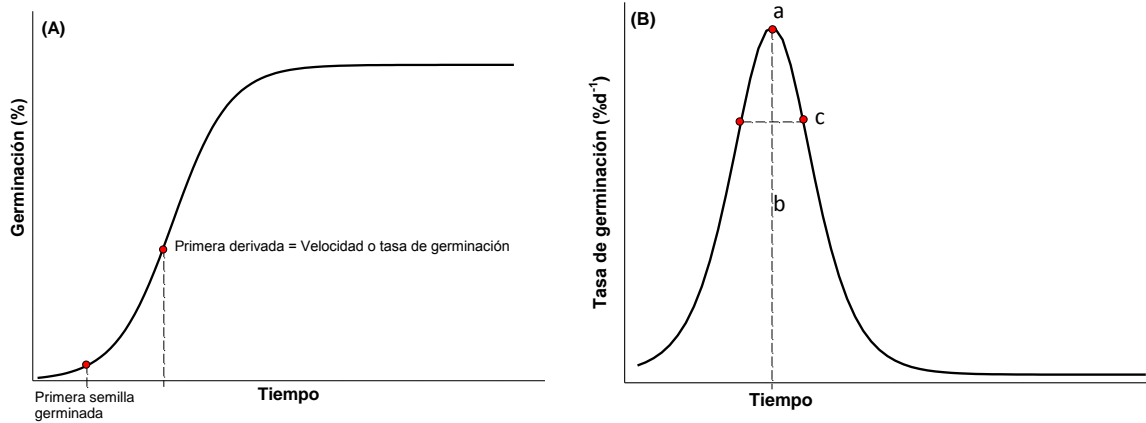 (A)
Germinación (%)
Primera derivada = Velocidad o tasa de germinación
Primera semilla
germinada
Tiempo
(B)
Tasa de germinación (%d-1)
a
c
b
Tiempo